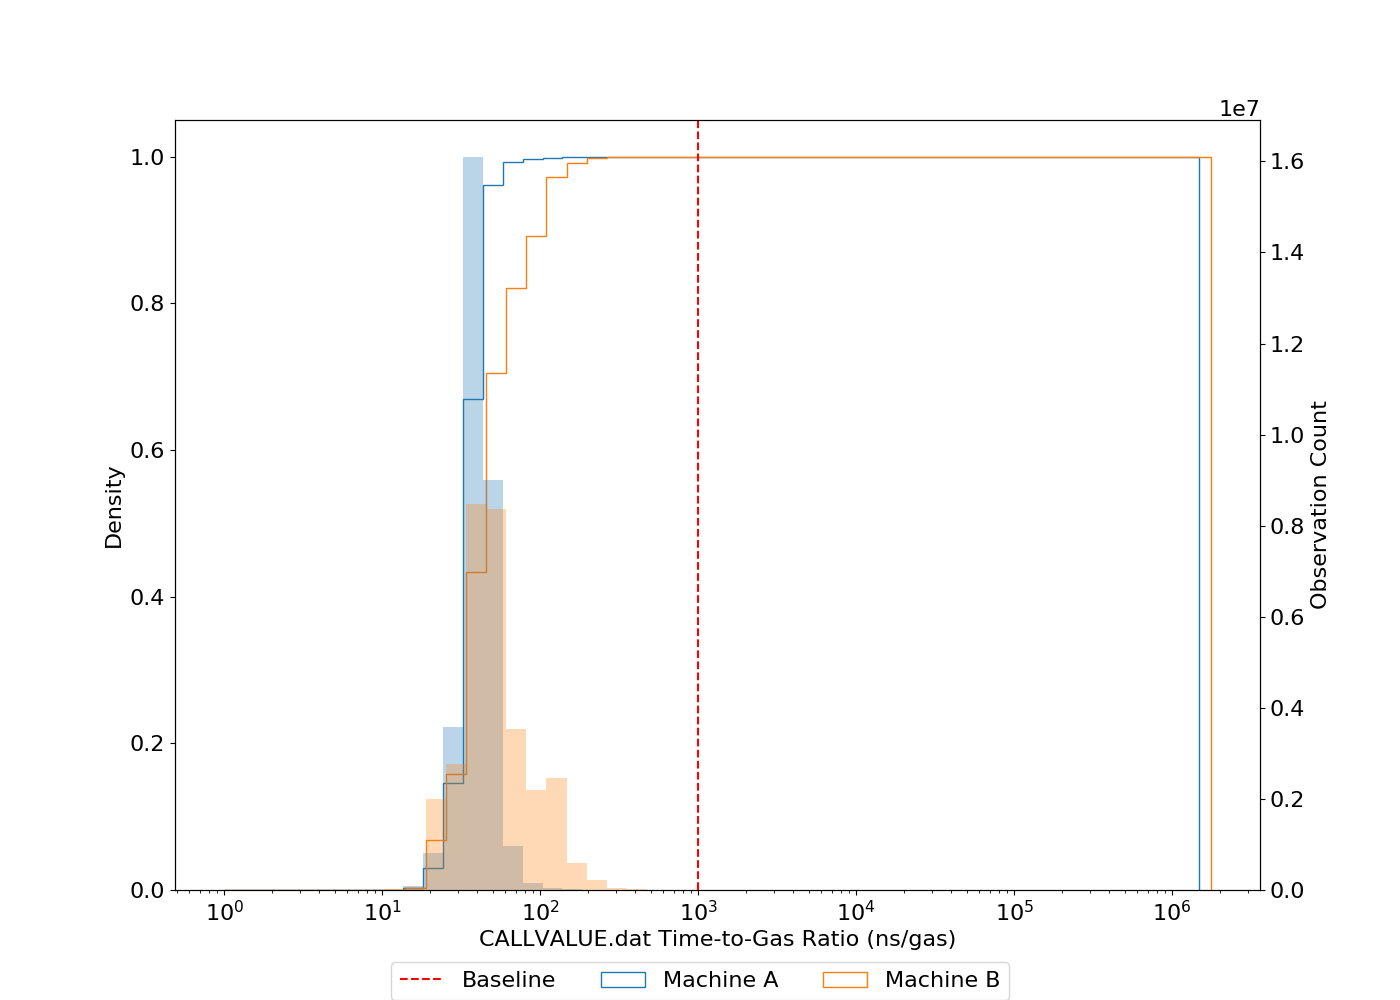 1e7
1.0
0.8
0.6
0.4
0.2
0.0
Density
1.6
1.4
1.2
1.0
0.8
0.6
0.4
0.2
0.0
Observation Count
10⁰ 10¹ 10² 10³ 10⁴ 10⁵ 10⁶
CALLVALUE.dat Time-to-Gas Ratio (ns/gas)
Baseline Machine A Machine B